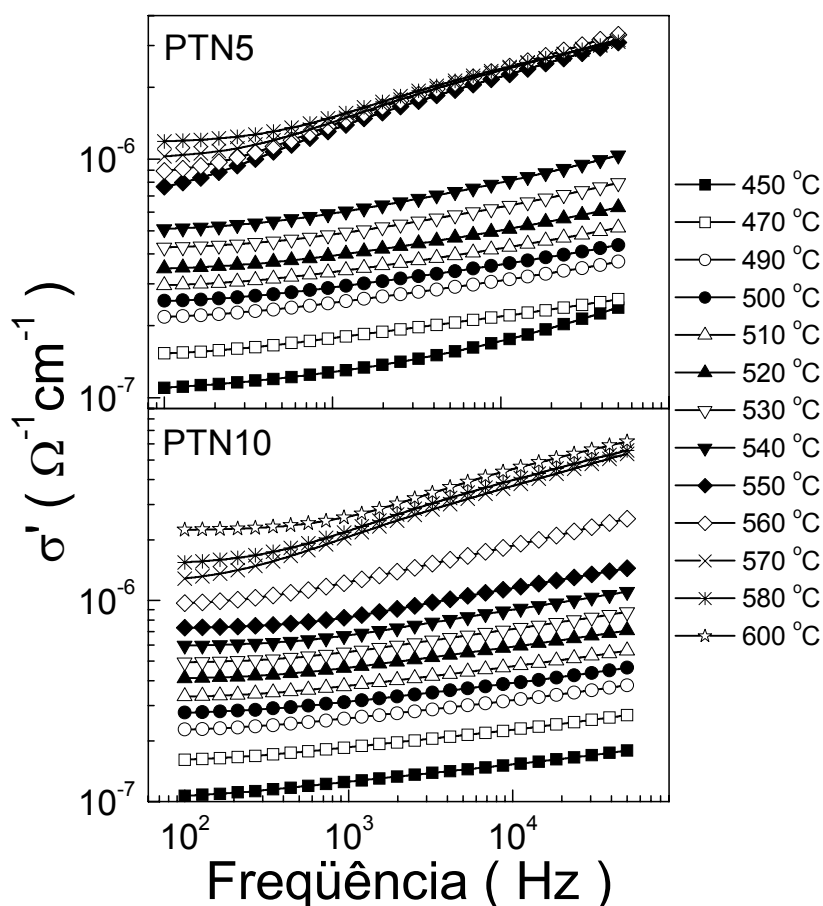 PTN5
10⁻⁶
10⁻⁷
PTN10
10⁻⁶
10⁻⁷
σ' ( Ω⁻¹cm⁻¹ )
10² 10³ 10⁴
Freqüência ( Hz )
450 °C
470 °C
490 °C
500 °C
510 °C
520 °C
530 °C
540 °C
550 °C
560 °C
570 °C
580 °C
600 °C